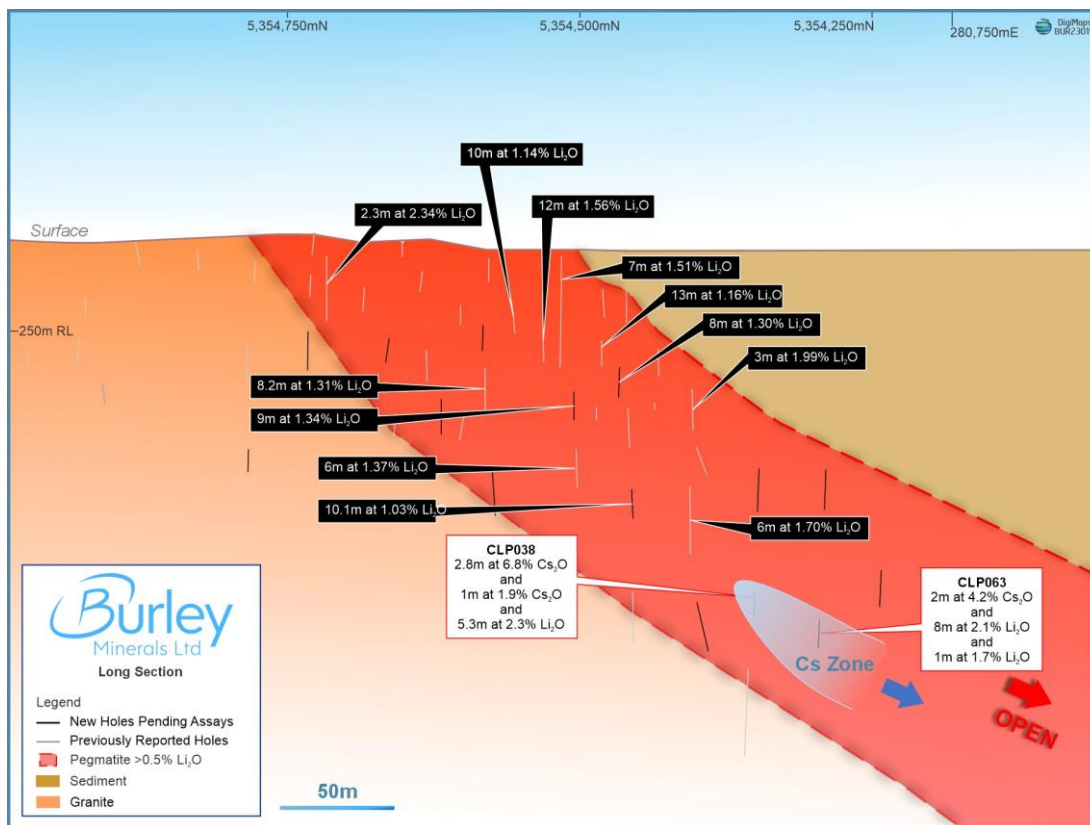 5,354,750mN
5,354,500mN
5,354,250mN
280,750mE
DigiMaps
BUR23019
10m at 1.14% Li₂O
2.3m at 2.34% Li₂O
12m at 1.56% Li₂O
Surface
7m at 1.51% Li₂O
13m at 1.16% Li₂O
250m RL
8m at 1.30% Li₂O
3m at 1.99% Li₂O
8.2m at 1.31% Li₂O
9m at 1.34% Li₂O
6m at 1.37% Li₂O
10.1m at 1.03% Li₂O
6m at 1.70% Li₂O
CLP038
2.8m at 6.8% Cs₂O
and
1m at 1.9% Cs₂O
and
5.3m at 2.3% Li₂O
CLP063
2m at 4.2% Cs₂O
and
8m at 2.1% Li₂O
and
1m at 1.7% Li₂O
Cs Zone
OPEN
Burley
Minerals Ltd
Long Section
Legend
New Holes Pending Assays
Previously Reported Holes
Pegmatite >0.5% Li₂O
Sediment
Granite
50m